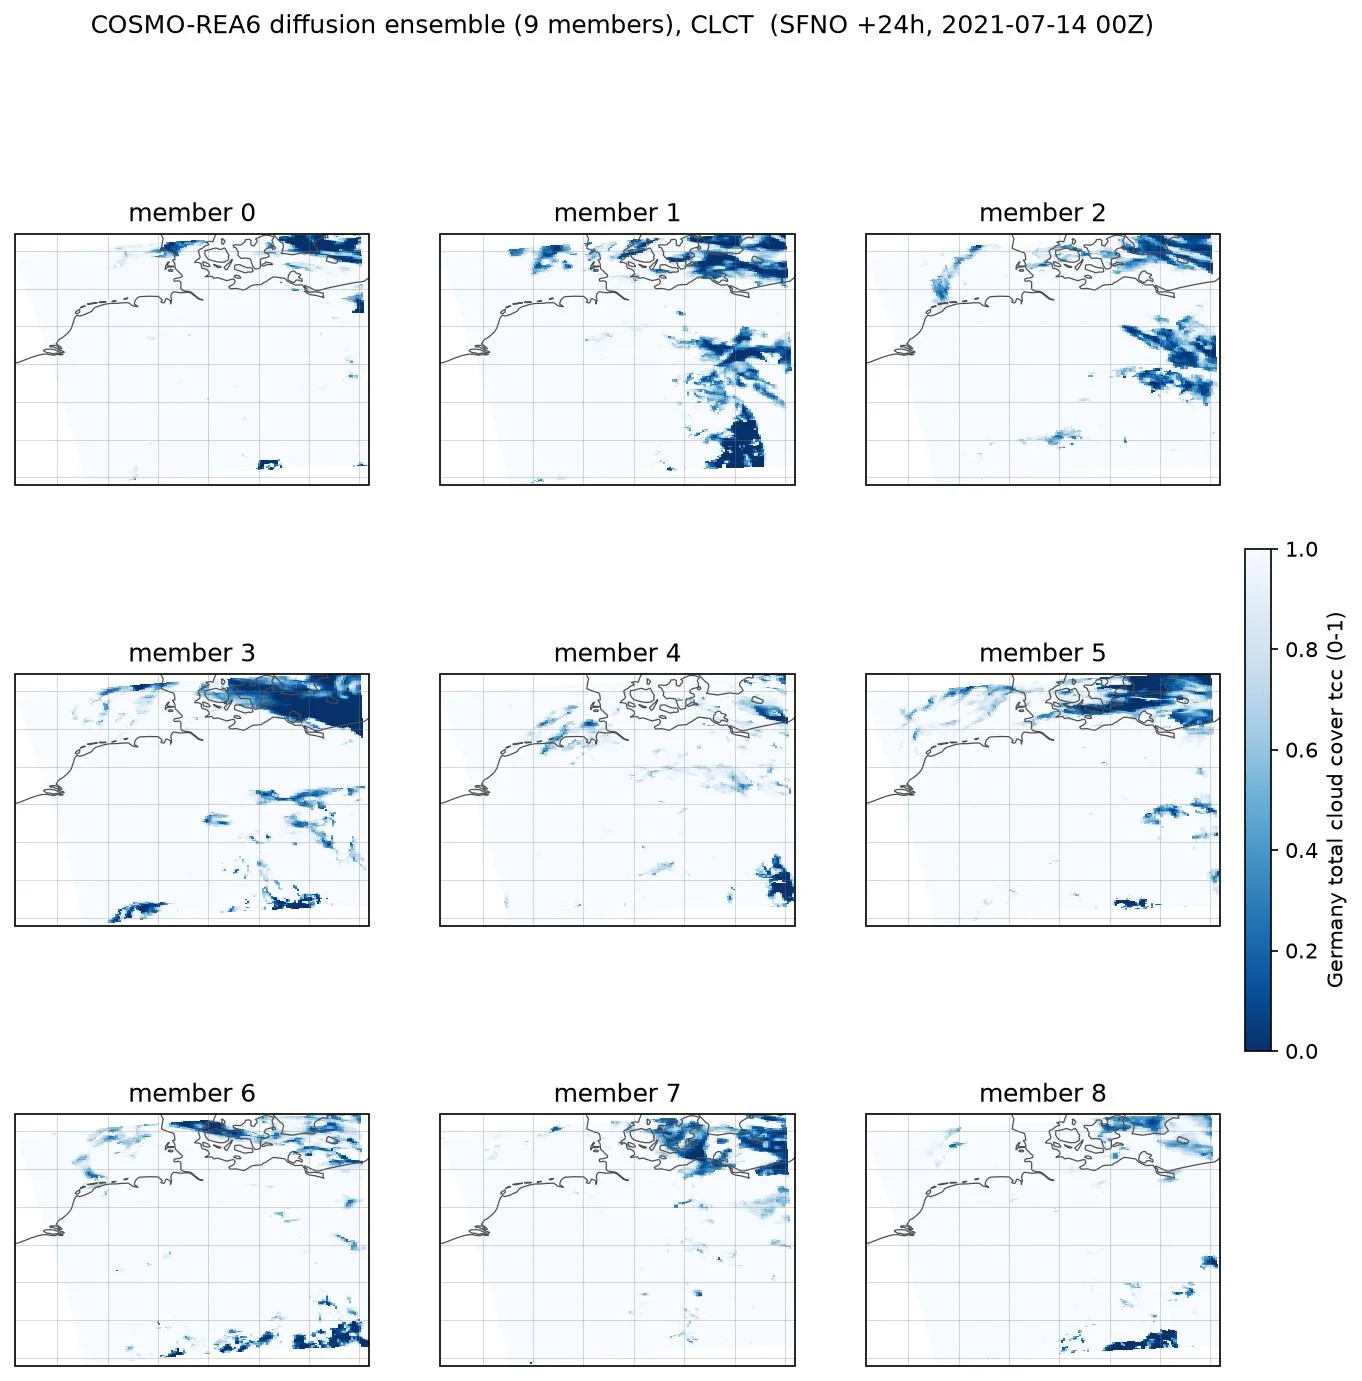 COSMO-REA6 diffusion ensemble (9 members), CLCT (SFNO +24h, 2021-07-14 00Z)
member 0
member 1
member 2
member 3
member 4
member 5
member 6
member 7
member 8
1.0
0.8
0.6
0.4
0.2
0.0
Germany total cloud cover tcc (0-1)